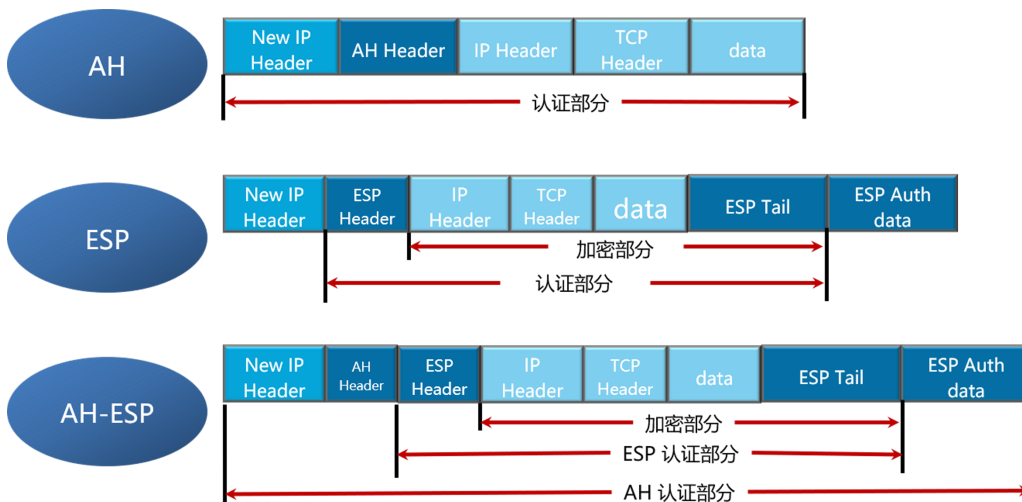 AH
New IP
Header
AH Header
IP Header
TCP
Header
data
认证部分
ESP
New IP
Header
ESP
Header
IP
Header
TCP
Header
data
ESP Tail
ESP Auth
data
加密部分
认证部分
AH-ESP
New IP
Header
AH
Header
ESP
Header
IP
Header
TCP
Header
data
ESP Tail
ESP Auth
data
加密部分
ESP 认证部分
AH 认证部分